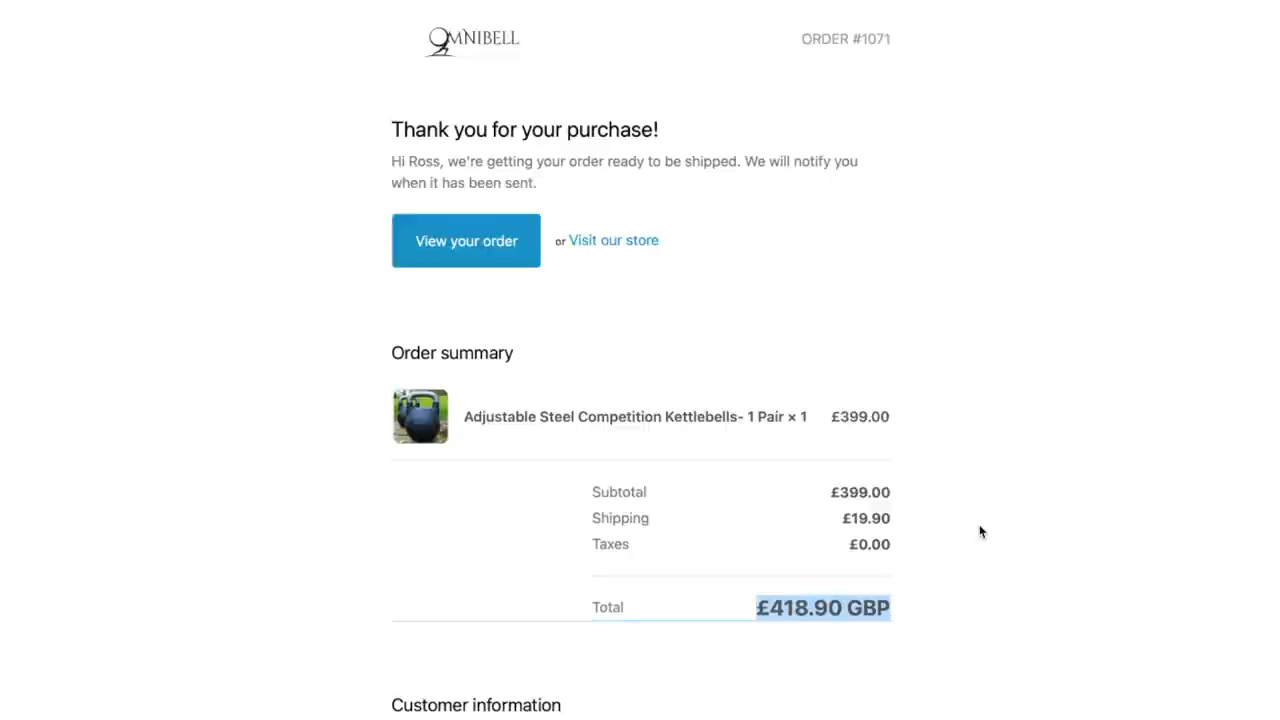 OMNIBELL
ORDER #1071
Thank you for your purchase!
Hi Ross, we're getting your order ready to be shipped. We will notify you
when it has been sent.
View your order
or Visit our store
Order summary
Adjustable Steel Competition Kettlebells- 1 Pair × 1 £399.00
Subtotal £399.00
Shipping £19.90
Taxes £0.00
Total £418.90 GBP
Customer information